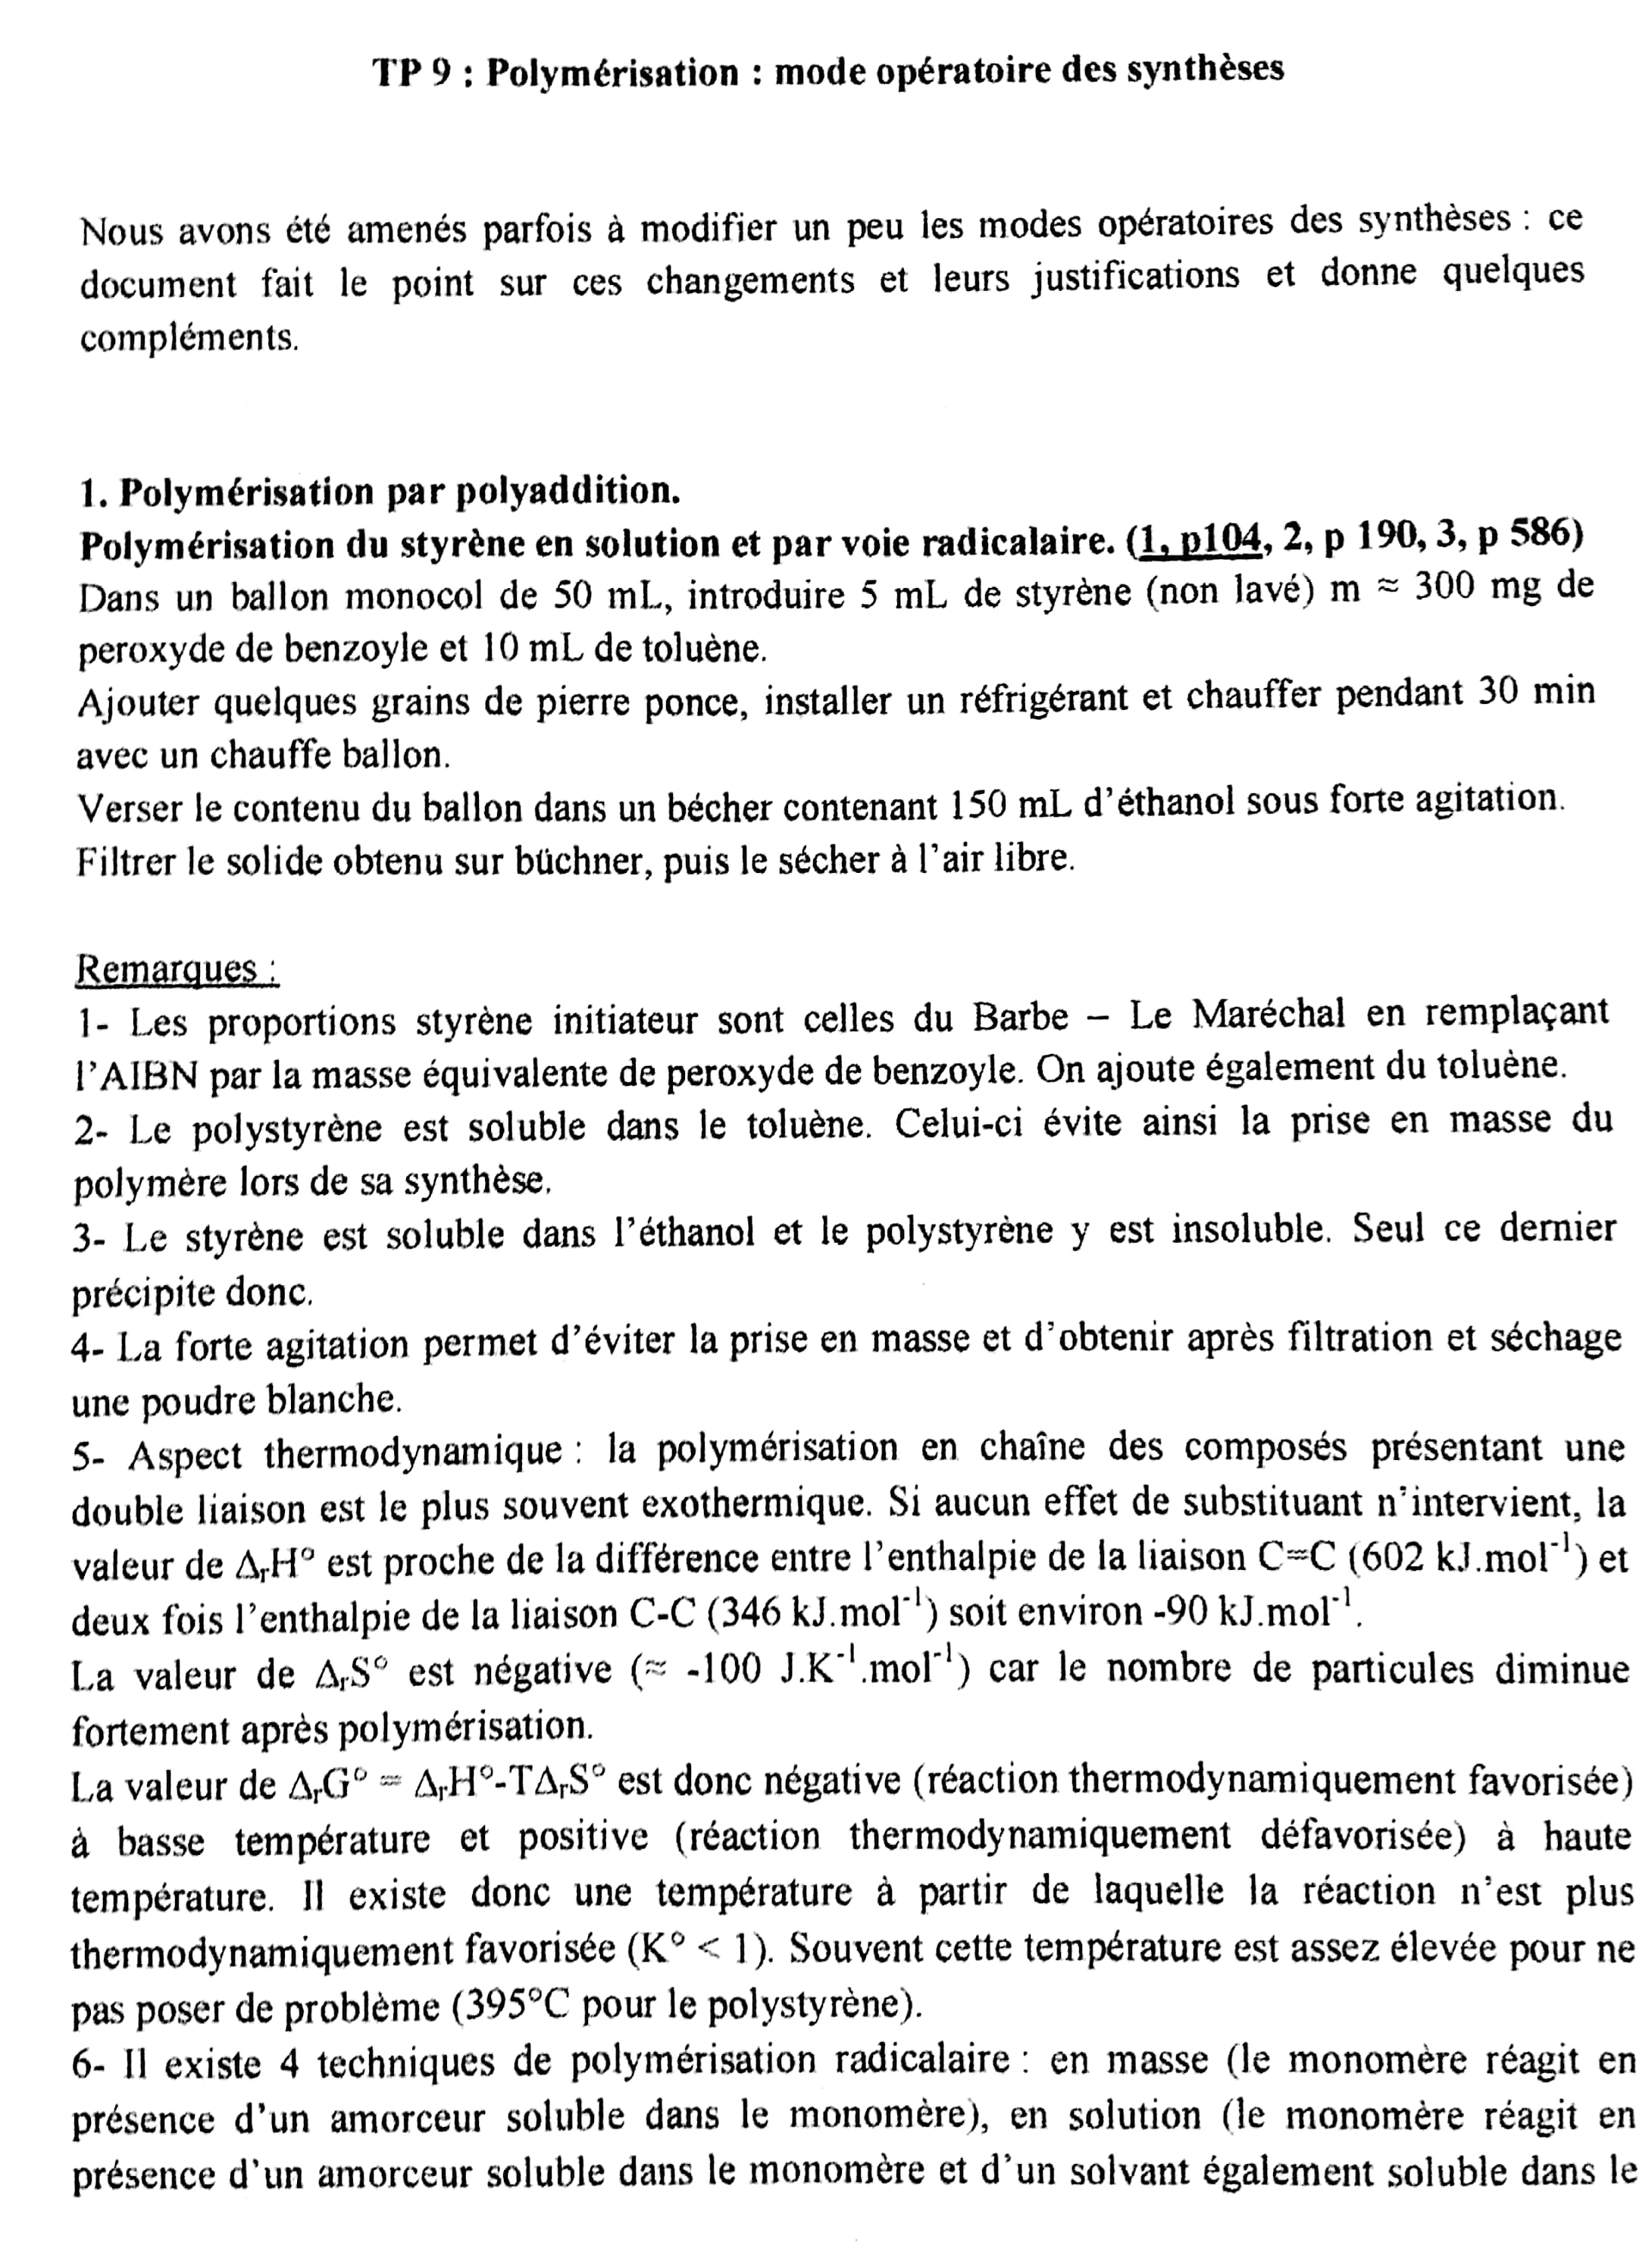 TP 9 : Polymérisation : mode opératoire des synthèses
Nous avons été amenés parfois à modifier un peu les modes opératoires des synthèses : ce
document fait le point sur ces changements et leurs justifications et donne quelques
compléments.
1. Polymérisation par polyaddition.
Polymérisation du styrène en solution et par voie radicalaire. (1, p104, 2, p 190, 3, p 586)
Dans un ballon monocol de 50 mL, introduire 5 mL de styrène (non lavé) m ≈ 300 mg de
peroxyde de benzoyle et 10 mL de toluène.
Ajouter quelques grains de pierre ponce, installer un réfrigérant et chauffer pendant 30 min
avec un chauffe ballon.
Verser le contenu du ballon dans un bécher contenant 150 mL d'éthanol sous forte agitation.
Filtrer le solide obtenu sur büchner, puis le sécher à l'air libre.
Remarques :
1- Les proportions styrène initiateur sont celles du Barbe – Le Maréchal en remplaçant
l'AIBN par la masse équivalente de peroxyde de benzoyle. On ajoute également du toluène.
2- Le polystyrène est soluble dans le toluène. Celui-ci évite ainsi la prise en masse du
polymère lors de sa synthèse.
3- Le styrène est soluble dans l'éthanol et le polystyrène y est insoluble. Seul ce dernier
précipite donc.
4- La forte agitation permet d'éviter la prise en masse et d'obtenir après filtration et séchage
une poudre blanche.
5- Aspect thermodynamique : la polymérisation en chaîne des composés présentant une
double liaison est le plus souvent exothermique. Si aucun effet de substituant n'intervient, la
valeur de ΔrH° est proche de la différence entre l'enthalpie de la liaison C=C (602 kJ.mol⁻¹) et
deux fois l'enthalpie de la liaison C-C (346 kJ.mol⁻¹) soit environ -90 kJ.mol⁻¹.
La valeur de ΔrS° est négative (≈ -100 J.K⁻¹.mol⁻¹) car le nombre de particules diminue
fortement après polymérisation.
La valeur de ΔrG° = ΔrH°-TΔrS° est donc négative (réaction thermodynamiquement favorisée)
à basse température et positive (réaction thermodynamiquement défavorisée) à haute
température. Il existe donc une température à partir de laquelle la réaction n'est plus
thermodynamiquement favorisée (K° < 1). Souvent cette température est assez élevée pour ne
pas poser de problème (395°C pour le polystyrène).
6- Il existe 4 techniques de polymérisation radicalaire : en masse (le monomère réagit en
présence d'un amorceur soluble dans le monomère), en solution (le monomère réagit en
présence d'un amorceur soluble dans le monomère et d'un solvant également soluble dans le